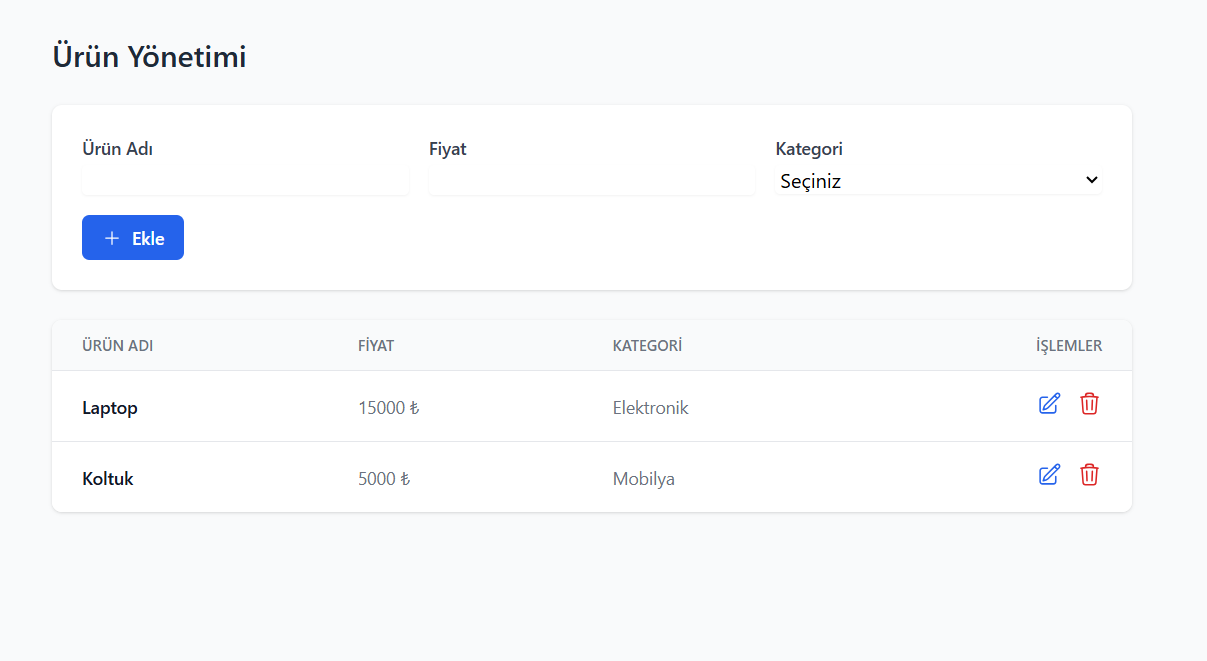 Ürün Yönetimi
Ürün Adı Fiyat Kategori
Seçiniz
Ekle
ÜRÜN ADI FİYAT KATEGORİ İŞLEMLER
Laptop 15000 ₺ Elektronik
Koltuk 5000 ₺ Mobilya